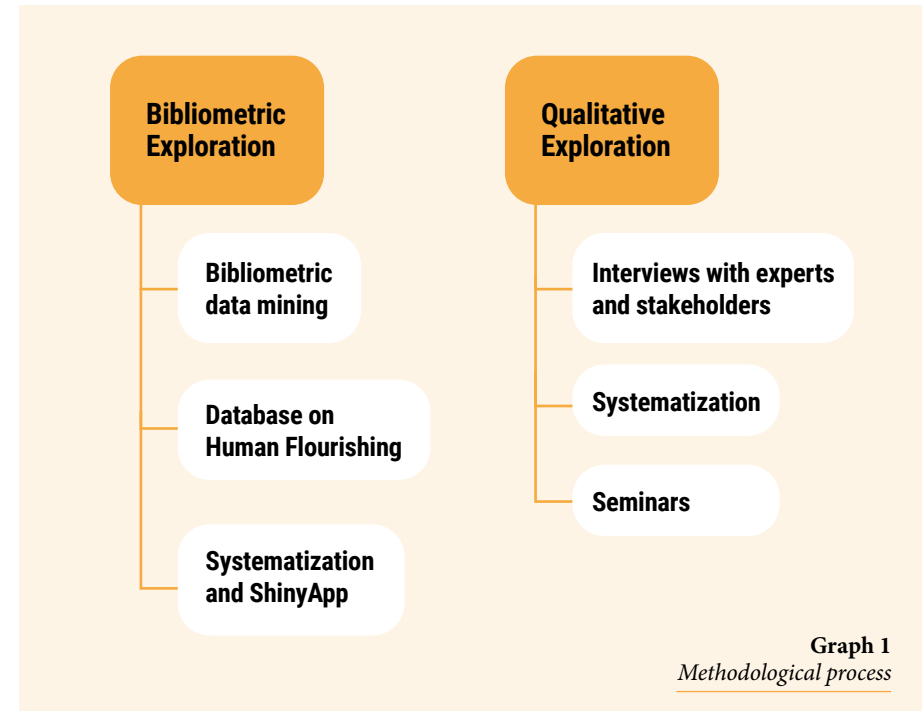 Bibliometric
Exploration
Bibliometric
data mining
Database on
Human Flourishing
Systematization
and ShinyApp
Qualitative
Exploration
Interviews with experts
and stakeholders
Systematization
Seminars
Graph 1
Methodological process